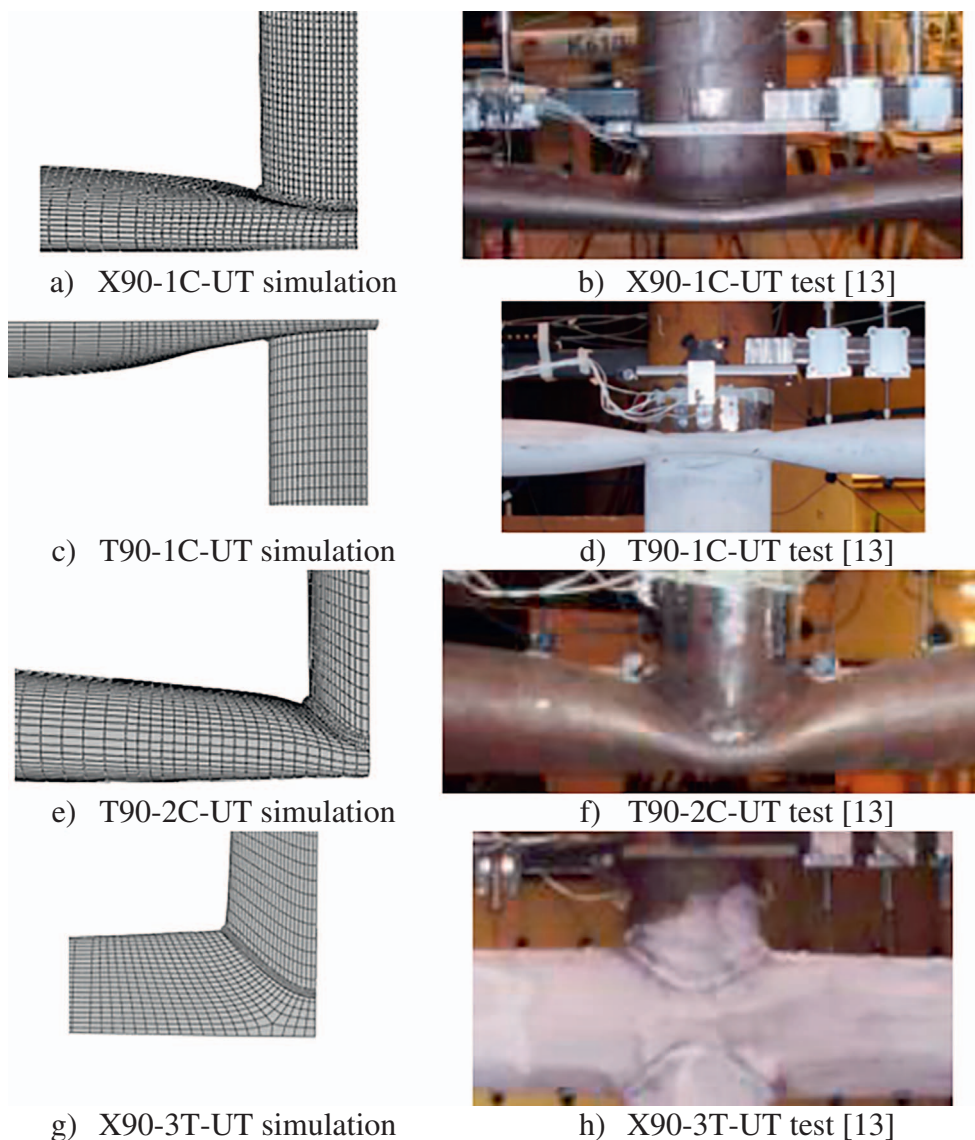 a) X90-1C-UT simulation
b) X90-1C-UT test [13]
c) T90-1C-UT simulation
d) T90-1C-UT test [13]
e) T90-2C-UT simulation
f) T90-2C-UT test [13]
g) X90-3T-UT simulation
h) X90-3T-UT test [13]